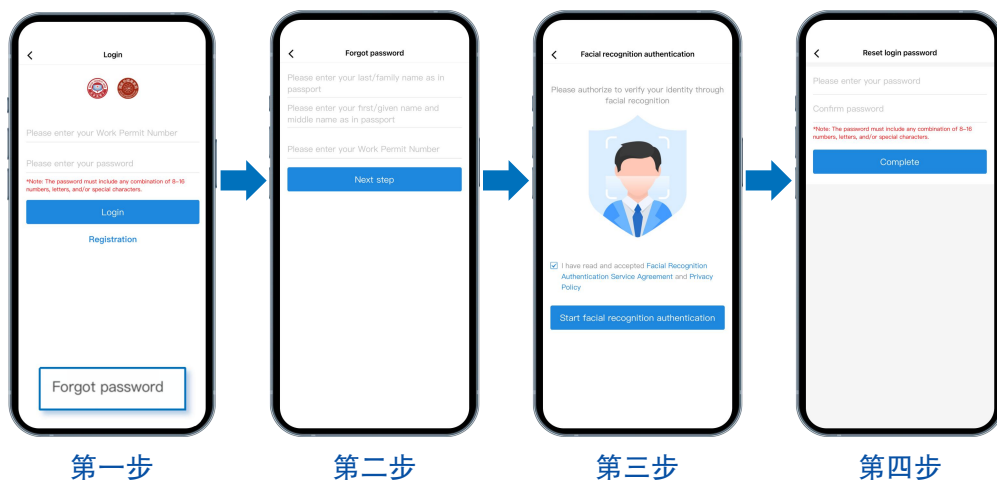 Login
Please enter your Work Permit Number
Please enter your password
*Note: The password must include any combination of 8-16
numbers, letters, and/or special characters.
Login
Registration
Forgot password
第一步
Forgot password
Please enter your last/family name as in
passport
Please enter your first/given name and
middle name as in passport
Please enter your Work Permit Number
Next step
第二步
Facial recognition authentication
Please authorize to verify your identity through
facial recognition
I have read and accepted Facial Recognition
Authentication Service Agreement and Privacy
Policy
Start facial recognition authentication
第三步
Reset login password
Please enter your password
Confirm password
*Note: The password must include any combination of 8-16
numbers, letters, and/or special characters.
Complete
第四步